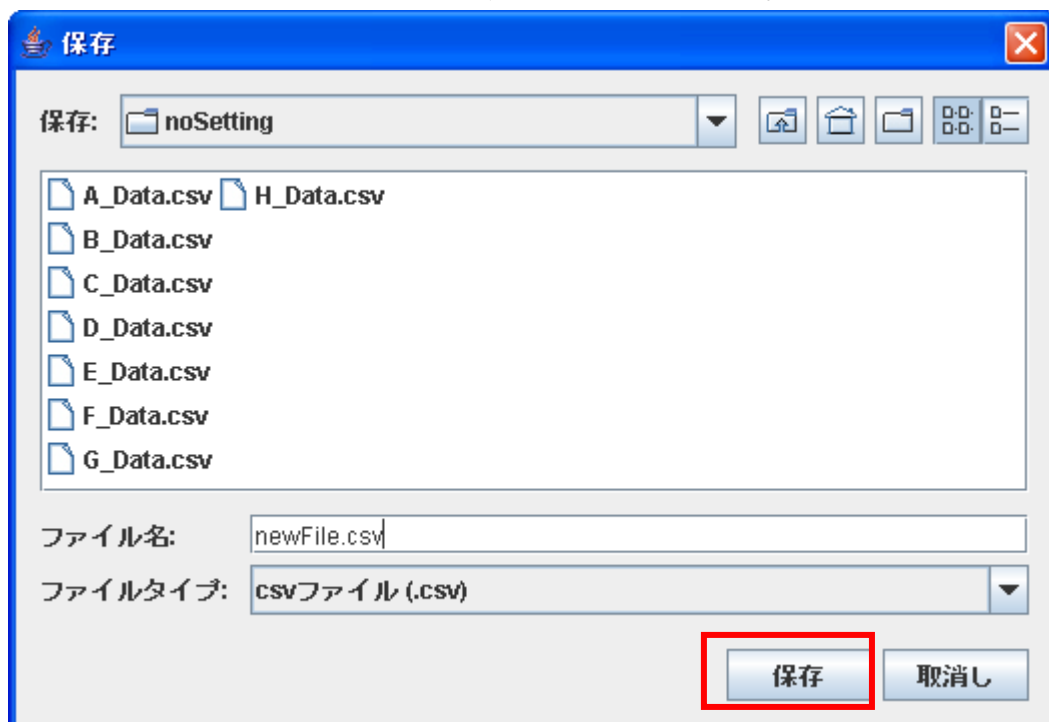 保存
保存: noSetting
A_Data.csv H_Data.csv
B_Data.csv
C_Data.csv
D_Data.csv
E_Data.csv
F_Data.csv
G_Data.csv
ファイル名: newFile.csv
ファイルタイプ: csvファイル (.csv)
保存 取消し